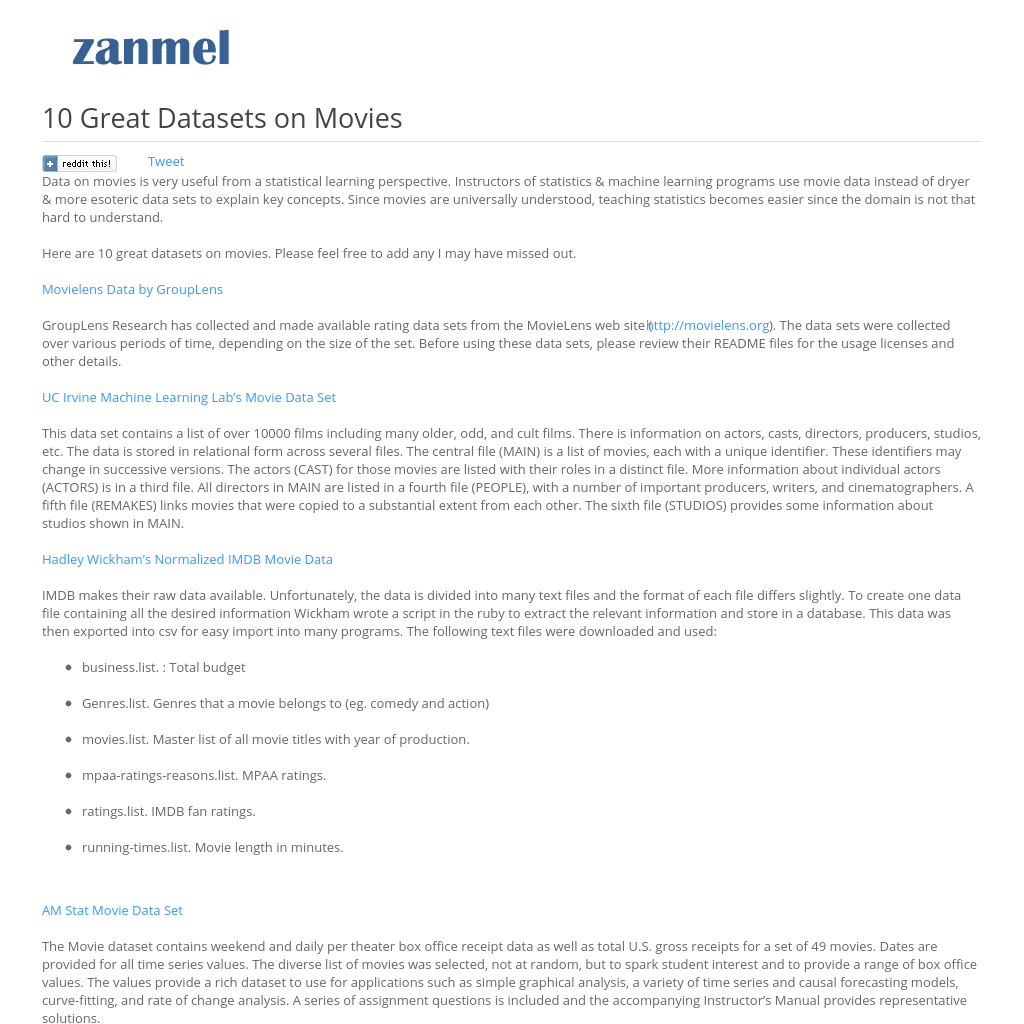 zanmel
10 Great Datasets on Movies
reddit this!
Tweet
Data on movies is very useful from a statistical learning perspective. Instructors of statistics & machine learning programs use movie data instead of dryer
& more esoteric data sets to explain key concepts. Since movies are universally understood, teaching statistics becomes easier since the domain is not that
hard to understand.
Here are 10 great datasets on movies. Please feel free to add any I may have missed out.
Movielens Data by GroupLens
GroupLens Research has collected and made available rating data sets from the MovieLens web site (http://movielens.org). The data sets were collected
over various periods of time, depending on the size of the set. Before using these data sets, please review their README files for the usage licenses and
other details.
UC Irvine Machine Learning Lab’s Movie Data Set
This data set contains a list of over 10000 films including many older, odd, and cult films. There is information on actors, casts, directors, producers, studios,
etc. The data is stored in relational form across several files. The central file (MAIN) is a list of movies, each with a unique identifier. These identifiers may
change in successive versions. The actors (CAST) for those movies are listed with their roles in a distinct file. More information about individual actors
(ACTORS) is in a third file. All directors in MAIN are listed in a fourth file (PEOPLE), with a number of important producers, writers, and cinematographers. A
fifth file (REMAKES) links movies that were copied to a substantial extent from each other. The sixth file (STUDIOS) provides some information about
studios shown in MAIN.
Hadley Wickham’s Normalized IMDB Movie Data
IMDB makes their raw data available. Unfortunately, the data is divided into many text files and the format of each file differs slightly. To create one data
file containing all the desired information Wickham wrote a script in the ruby to extract the relevant information and store in a database. This data was
then exported into csv for easy import into many programs. The following text files were downloaded and used:
business.list. : Total budget
Genres.list. Genres that a movie belongs to (eg. comedy and action)
movies.list. Master list of all movie titles with year of production.
mpaa-ratings-reasons.list. MPAA ratings.
ratings.list. IMDB fan ratings.
running-times.list. Movie length in minutes.
AM Stat Movie Data Set
The Movie dataset contains weekend and daily per theater box office receipt data as well as total U.S. gross receipts for a set of 49 movies. Dates are
provided for all time series values. The diverse list of movies was selected, not at random, but to spark student interest and to provide a range of box office
values. The values provide a rich dataset to use for applications such as simple graphical analysis, a variety of time series and causal forecasting models,
curve-fitting, and rate of change analysis. A series of assignment questions is included and the accompanying Instructor’s Manual provides representative
solutions.